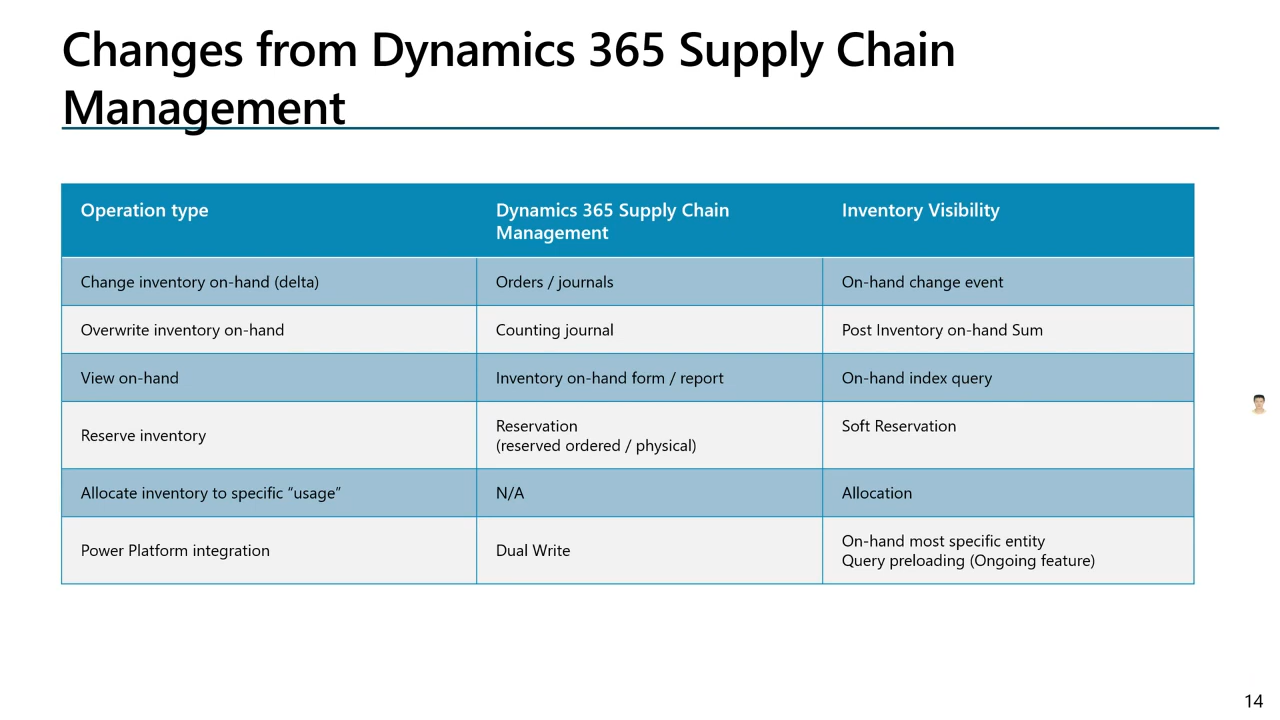 Changes from Dynamics 365 Supply Chain
Management
Operation type
Dynamics 365 Supply Chain
Management
Inventory Visibility
Change inventory on-hand (delta)
Orders / journals
On-hand change event
Overwrite inventory on-hand
Counting journal
Post Inventory on-hand Sum
View on-hand
Inventory on-hand form / report
On-hand index query
Reserve inventory
Reservation
(reserved ordered / physical)
Soft Reservation
Allocate inventory to specific “usage”
N/A
Allocation
Power Platform integration
Dual Write
On-hand most specific entity
Query preloading (Ongoing feature)
14